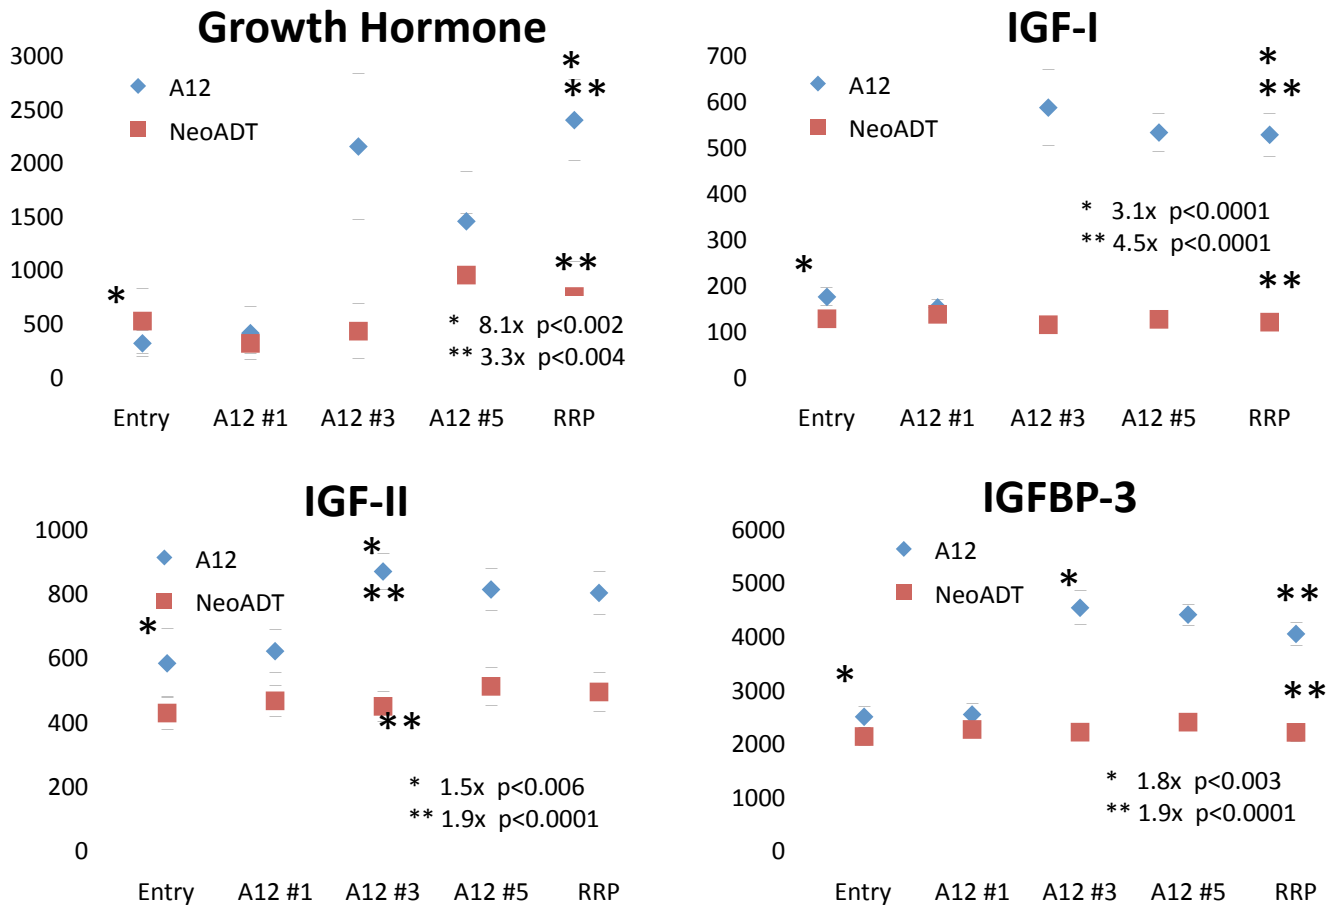 Growth Hormone
3000
2500
2000
1500
1000
500
0
A12
NeoADT
*
**
*
**
* 8.1x p<0.002
** 3.3x p<0.004
Entry A12 #1 A12 #3 A12 #5 RRP
IGF-I
700
600
500
400
300
200
100
0
A12
NeoADT
*
**
*
**
* 3.1x p<0.0001
** 4.5x p<0.0001
Entry A12 #1 A12 #3 A12 #5 RRP
IGF-II
1000
800
600
400
200
0
A12
NeoADT
*
**
*
**
* 1.5x p<0.006
** 1.9x p<0.0001
Entry A12 #1 A12 #3 A12 #5 RRP
IGFBP-3
6000
5000
4000
3000
2000
1000
0
A12
NeoADT
*
**
*
**
* 1.8x p<0.003
** 1.9x p<0.0001
Entry A12 #1 A12 #3 A12 #5 RRP